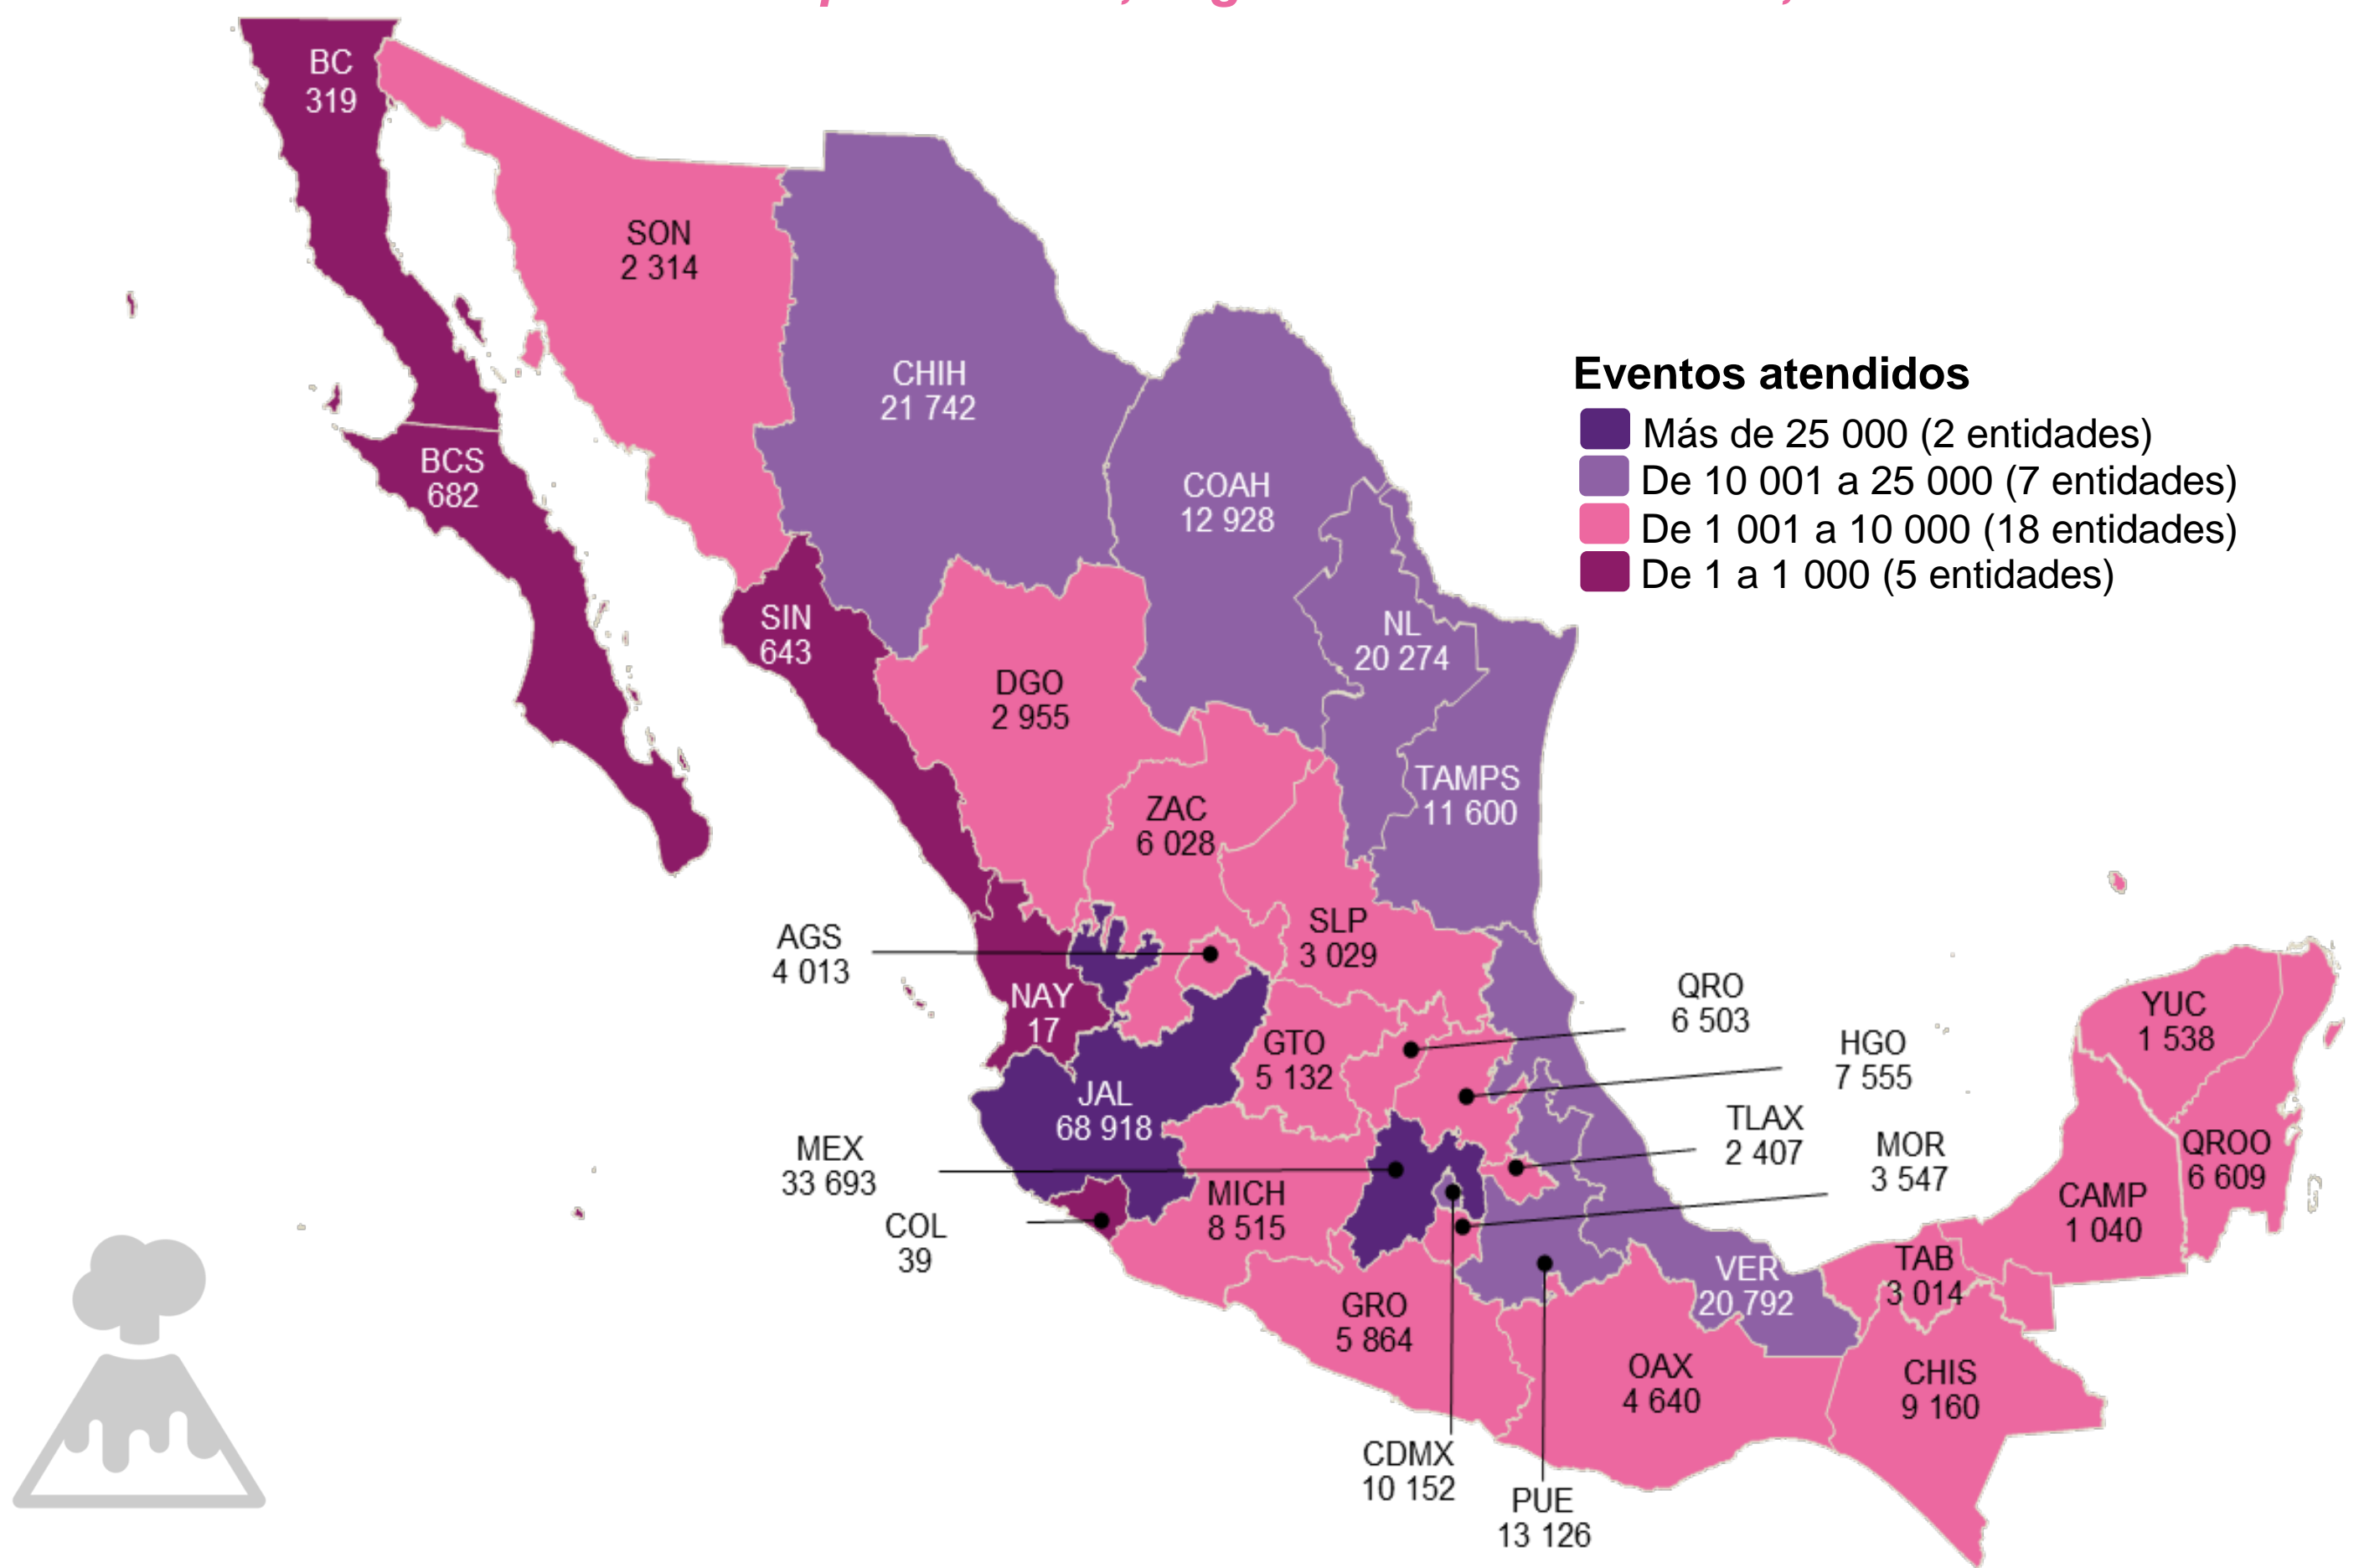 BC
319
SON
2 314
CHIH
21 742
BCS
682
COAH
12 928
Eventos atendidos
Más de 25 000 (2 entidades)
De 10 001 a 25 000 (7 entidades)
De 1 001 a 10 000 (18 entidades)
De 1 a 1 000 (5 entidades)
SIN
643
NL
20 274
DGO
2 955
TAMPS
11 600
ZAC
6 028
AGS
4 013
SLP
3 029
NAY
17
QRO
6 503
YUC
1 538
GTO
5 132
HGO
7 555
JAL
68 918
TLAX
2 407
MOR
3 547
QROO
6 609
MEX
33 693
MICH
8 515
CAMP
1 040
COL
39
TAB
3 014
VER
20 792
GRO
5 864
OAX
4 640
CHIS
9 160
CDMX
10 152
PUE
13 126